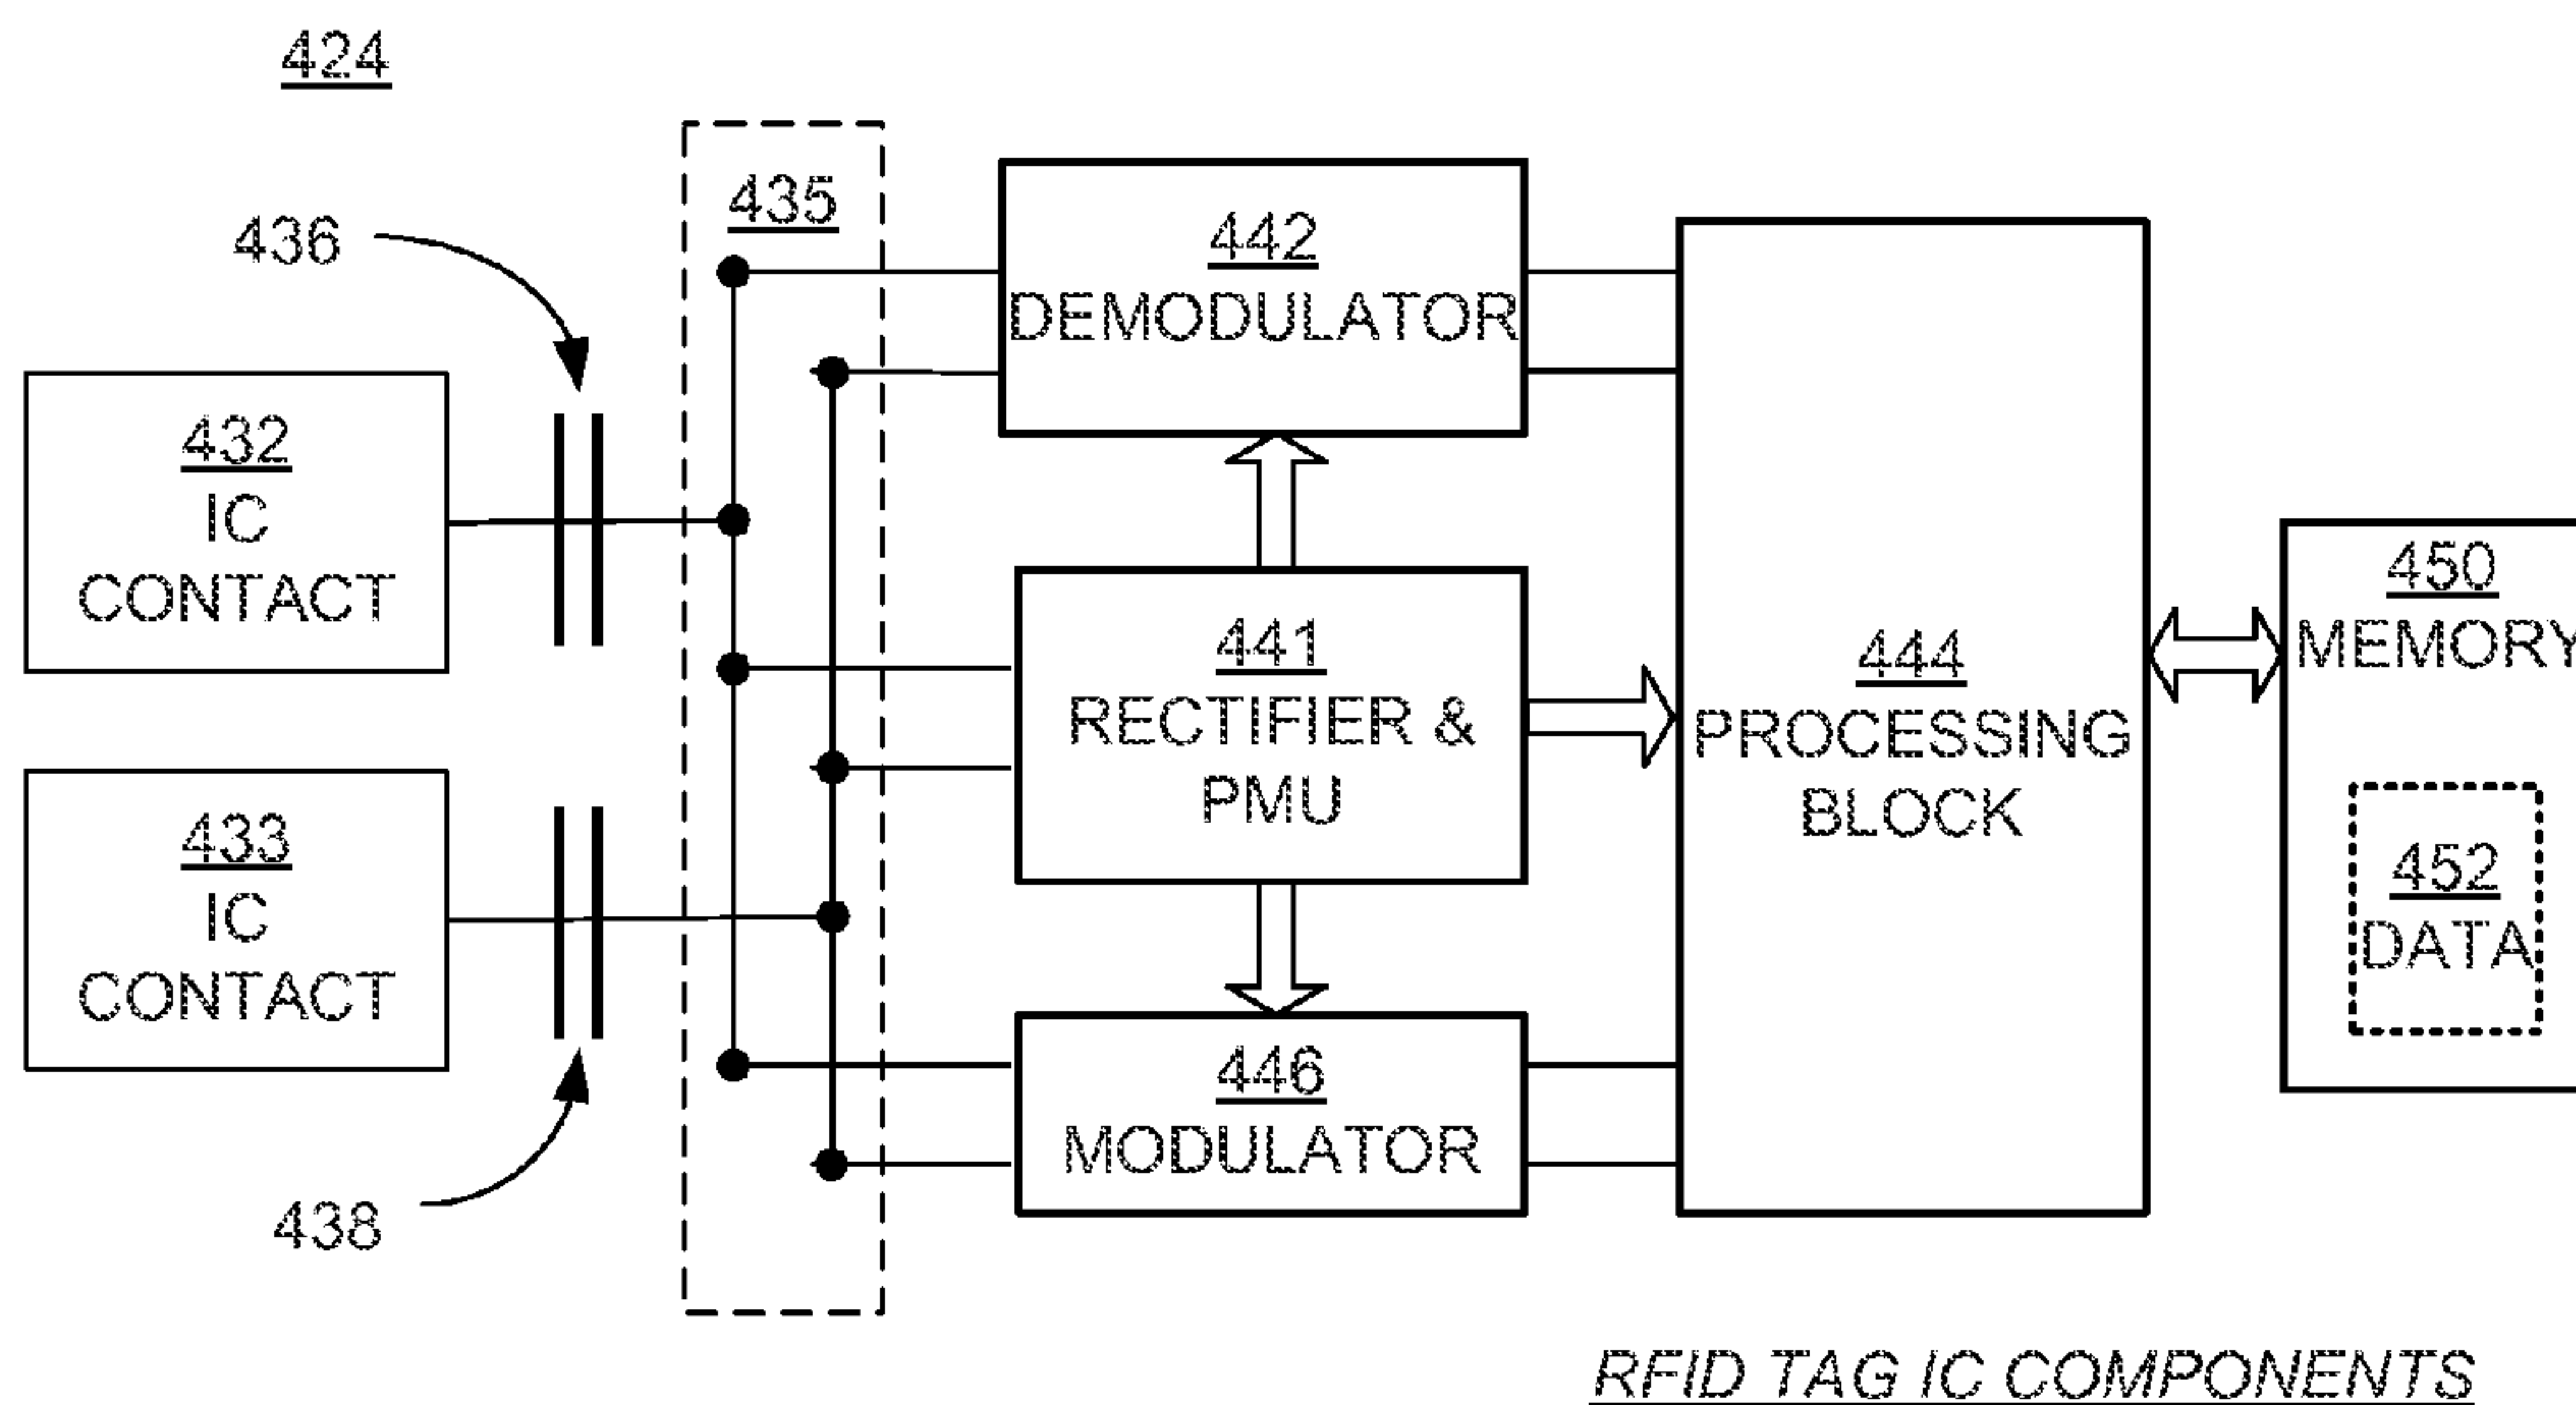 424
436
435
442
DEMODULATOR
432
IC
CONTACT
441
RECTIFIER &
PMU
444
PROCESSING
BLOCK
450
MEMORY
452
DATA
433
IC
CONTACT
446
MODULATOR
438
RFID TAG IC COMPONENTS